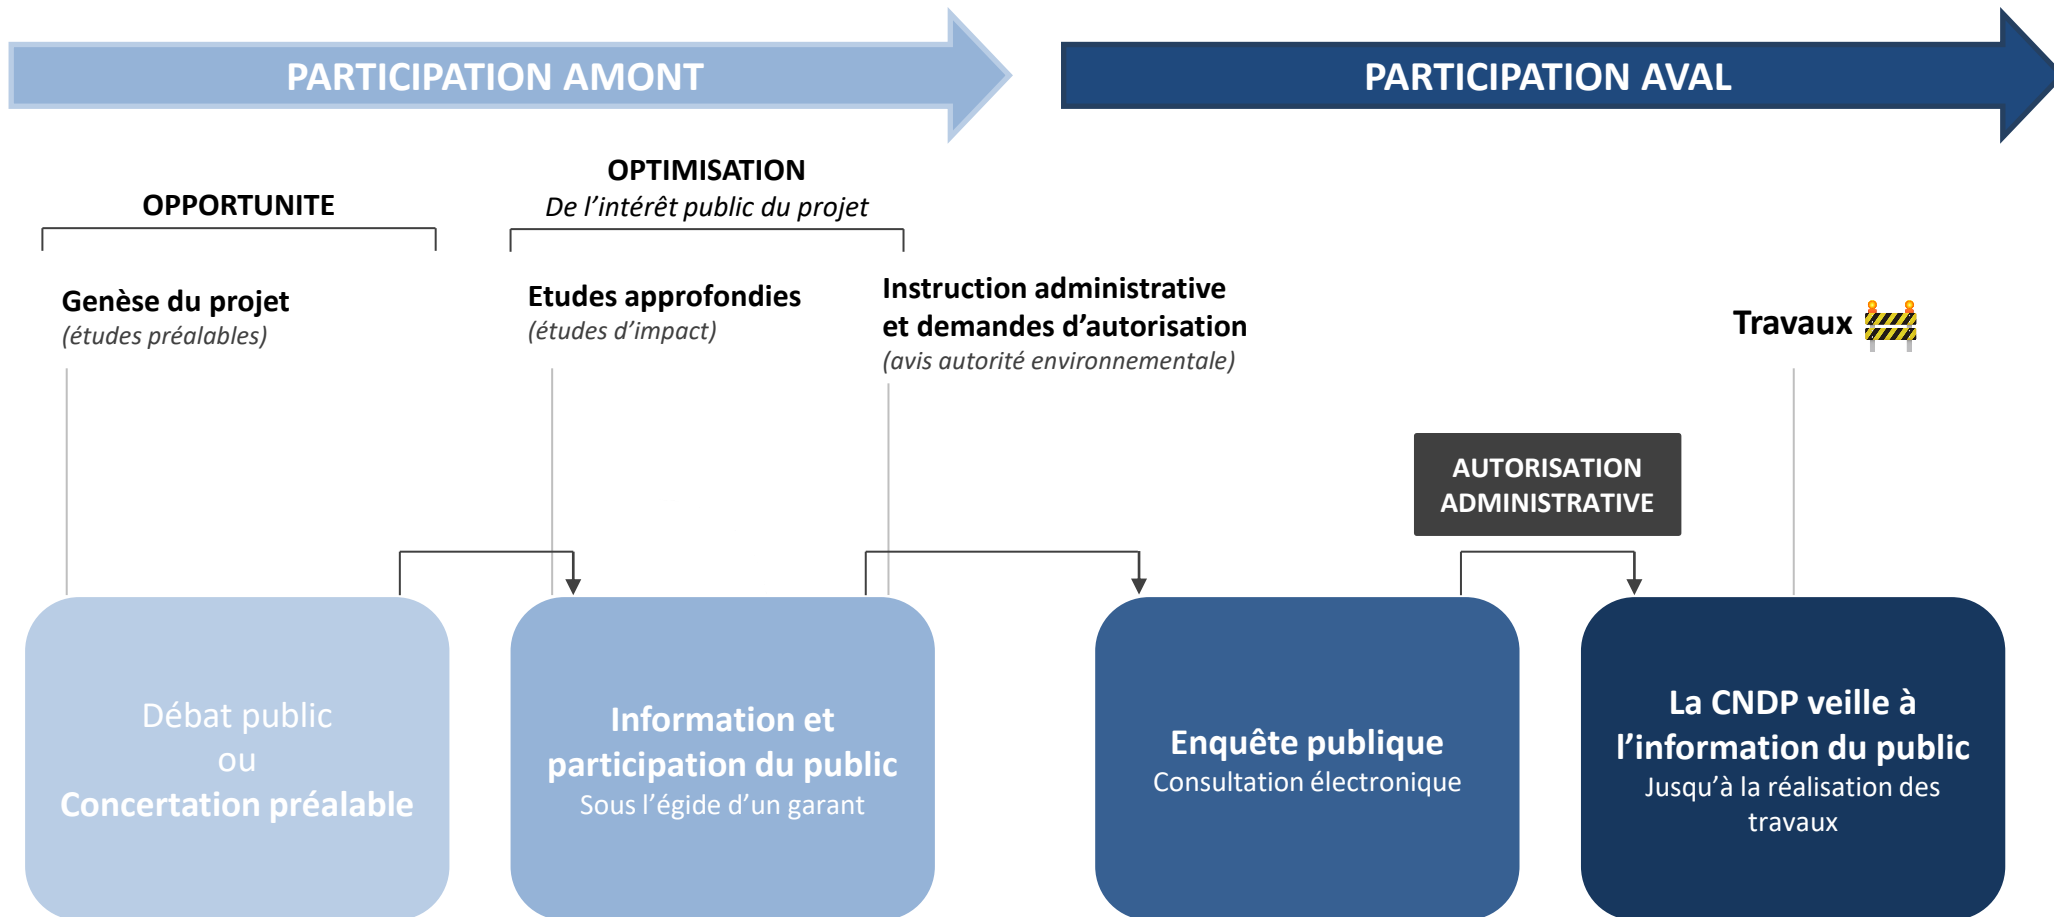 PARTICIPATION AMONT
PARTICIPATION AVAL
OPPORTUNITE
OPTIMISATION
De l’intérêt public du projet
Genèse du projet
(études préalables)
Etudes approfondies
(études d’impact)
Instruction administrative
et demandes d’autorisation
(avis autorité environnementale)
Travaux
AUTORISATION
ADMINISTRATIVE
Débat public
ou
Concertation préalable
Information et
participation du public
Sous l’égide d’un garant
Enquête publique
Consultation électronique
La CNDP veille à
l’information du public
Jusqu’à la réalisation des
travaux